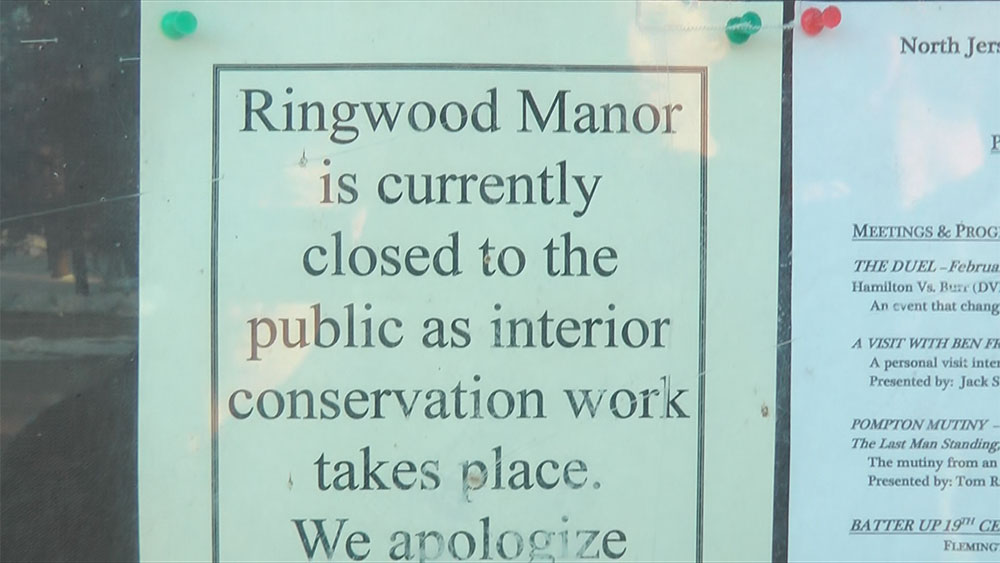 Ringwood Manor
is currently
closed to the
public as interior
conservation work
takes place.
We apologize
North Jers
P
MEETINGS & PROG
THE DUEL – Februa
Hamilton Vs. Burr (DV
An event that chang
A VISIT WITH BEN FR
A personal visit inter
Presented by: Jack S
POMPTON MUTINY –
The Last Man Standing,
The mutiny from an
Presented by: Tom R
BATTER UP 19TH CE
FLEMING